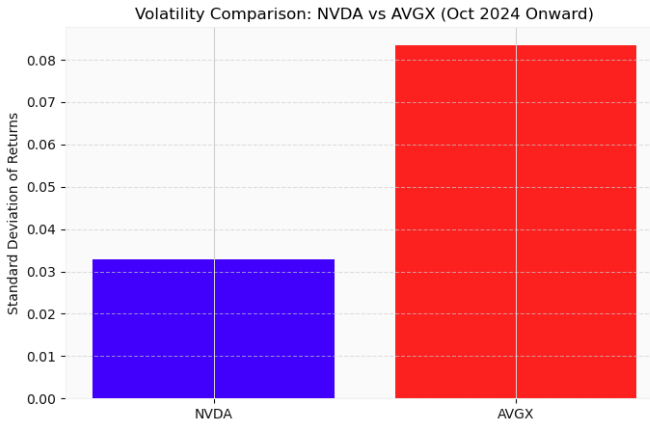 Volatility Comparison: NVDA vs AVGX (Oct 2024 Onward)
Standard Deviation of Returns
0.08
0.07
0.06
0.05
0.04
0.03
0.02
0.01
0.00
NVDA
AVGX